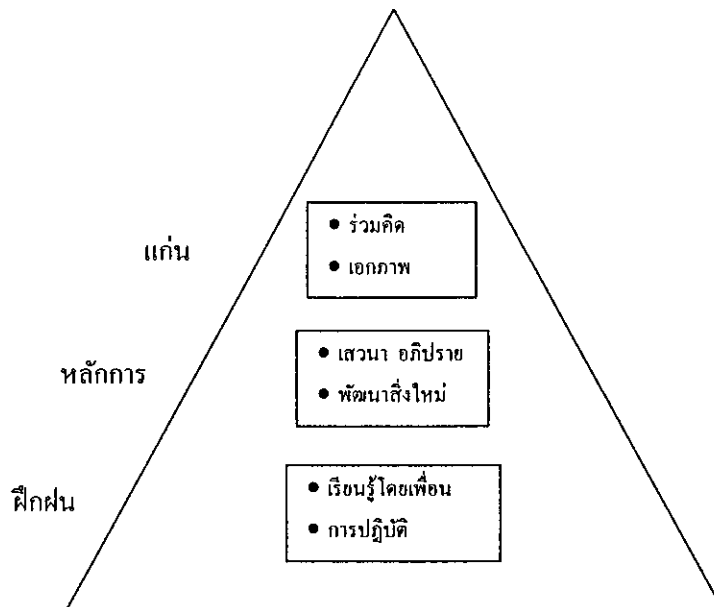 แก่น
● ร่วมคิด
● เอกภาพ
หลักการ
● เสวนา อภิปราย
● พัฒนาสิ่งใหม่
ฝึกฝน
● เรียนรู้โดยเพื่อน
● การปฎิบัติ